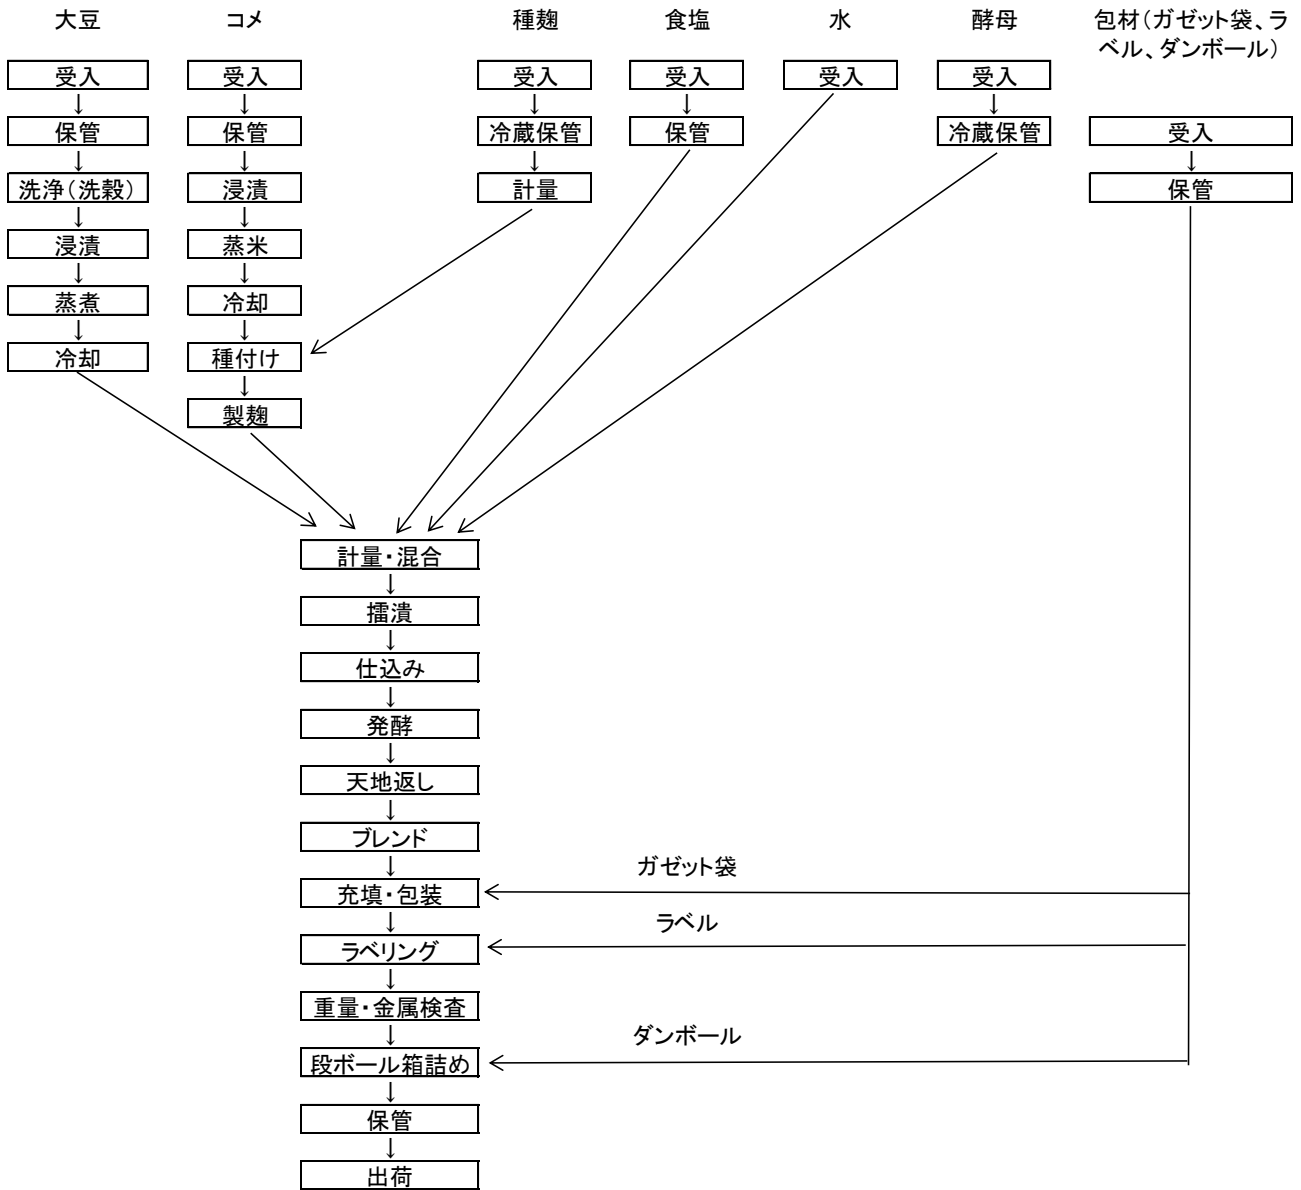 大豆
コメ
種麹
食塩
水
酵母
包材（ガゼット袋、ラ
ベル、ダンボール）
受入
受入
受入
受入
受入
受入
↓
↓
↓
↓
↓
保管
保管
冷蔵保管
保管
冷蔵保管
受入
↓
↓
↓
↓
洗浄（洗穀）
浸漬
計量
保管
↓
↓
浸漬
蒸米
↓
↓
蒸煮
冷却
↓
↓
冷却
種付け
↓
製麹
計量・混合
↓
擂潰
↓
仕込み
↓
発酵
↓
天地返し
↓
ブレンド
↓
ガゼット袋
充填・包装
↓
ラベル
ラベリング
↓
重量・金属検査
↓
ダンボール
段ボール箱詰め
↓
保管
↓
出荷